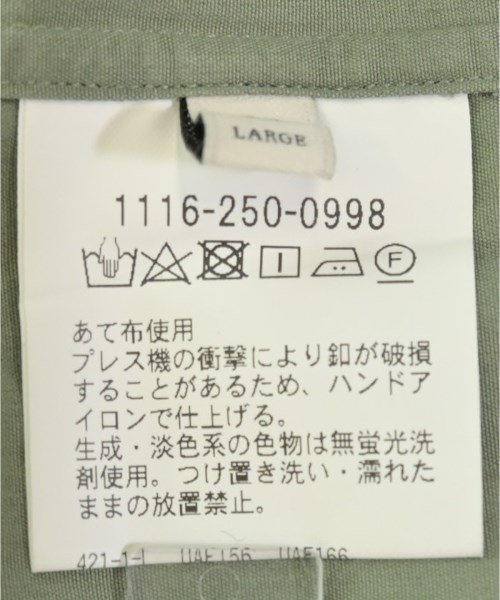 LARGE
1116-250-0998
F
あて布使用
プレス機の衝撃により釦が破損
することがあるため、ハンドア
イロンで仕上げる。
生成・淡色系の色物は無蛍光洗
剤使用。つけ置き洗い・濡れた
ままの放置禁止。
421-1-L UAE156 UAE166